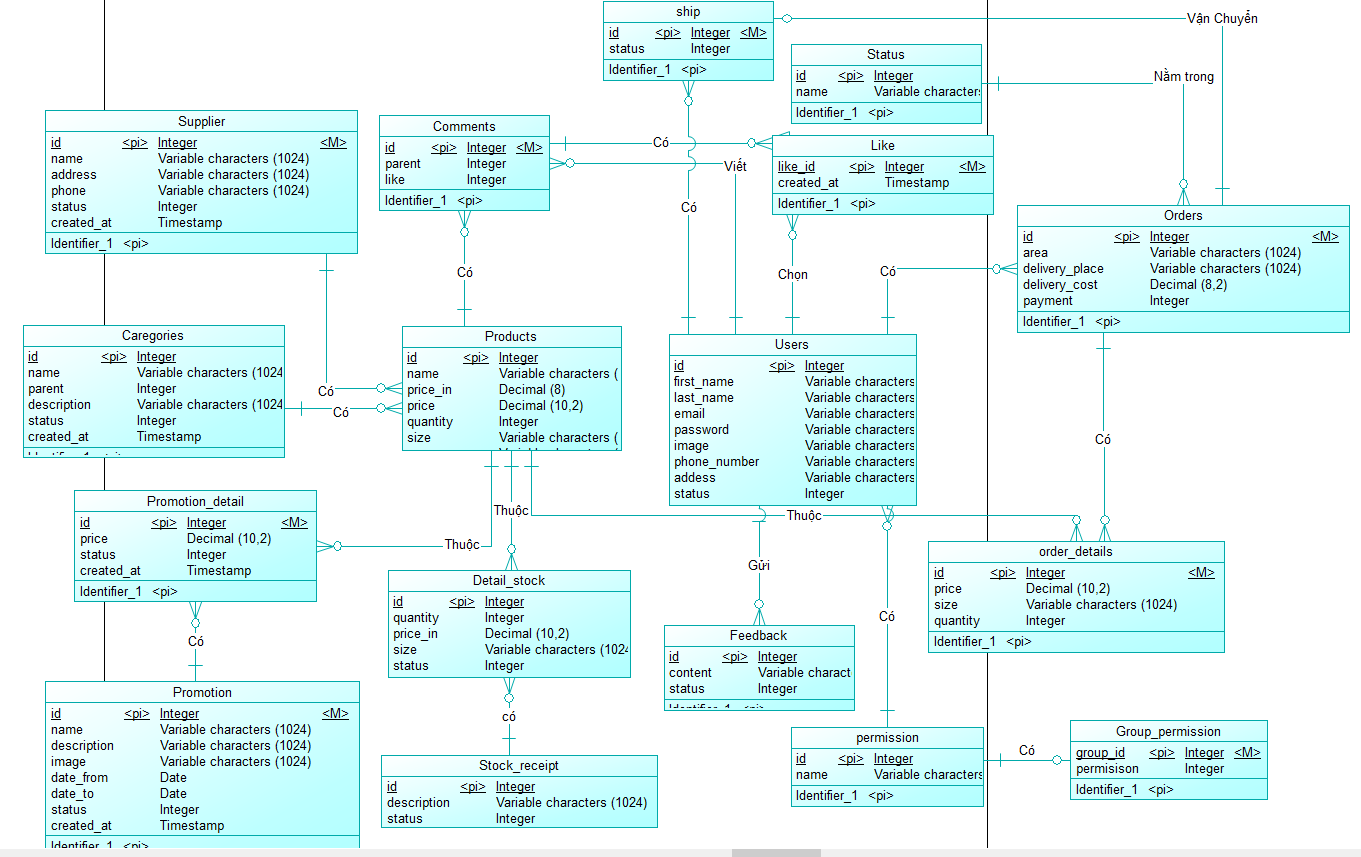 ship
id <pi> Integer <M>
status Integer
Identifier_1 <pi>
Vận Chuyển
Status
id <pi> Integer
name Variable characters
Identifier_1 <pi>
Nằm trong
Supplier
id <pi> Integer <M>
name Variable characters (1024)
address Variable characters (1024)
phone Variable characters (1024)
status Integer
created_at Timestamp
Identifier_1 <pi>
Comments
id <pi> Integer <M>
parent Integer
like Integer
Identifier_1 <pi>
Có
Viết
Like
like_id <pi> Integer <M>
created_at Timestamp
Identifier_1 <pi>
Có
Orders
id <pi> Integer <M>
area Variable characters (1024)
delivery_place Variable characters (1024)
delivery_cost Decimal (8,2)
payment Integer
Identifier_1 <pi>
Có
Chọn
Có
Caregories
id <pi> Integer
name Variable characters (1024
parent Integer
description Variable characters (1024
status Integer
created_at Timestamp
Identifier_1 <pi>
Có
Có
Products
id <pi> Integer
name Variable characters (
price_in Decimal (8)
price Decimal (10,2)
quantity Integer
size Variable characters (
Users
id <pi> Integer
first_name Variable characters
last_name Variable characters
email Variable characters
password Variable characters
image Variable characters
phone_number Variable characters
addess Variable characters
status Integer
Có
Promotion_detail
id <pi> Integer <M>
price Decimal (10,2)
status Integer
created_at Timestamp
Identifier_1 <pi>
Thuộc
Thuộc
Thuộc
Detail_stock
id <pi> Integer
quantity Integer
price_in Decimal (10,2)
size Variable characters (1024
status Integer
Gửi
order_details
id <pi> Integer <M>
price Decimal (10,2)
size Variable characters (1024)
quantity Integer
Identifier_1 <pi>
Có
Feedback
id <pi> Integer
content Variable charact
status Integer
Identifier_1 <pi>
Có
Promotion
id <pi> Integer <M>
name Variable characters (1024)
description Variable characters (1024)
image Variable characters (1024)
date_from Date
date_to Date
status Integer
created_at Timestamp
Identifier_1 <pi>
có
Stock_receipt
id <pi> Integer
description Variable characters (1024)
status Integer
permission
id <pi> Integer
name Variable characters
Identifier_1 <pi>
Có
Group_permission
group_id <pi> Integer <M>
permisison Integer
Identifier_1 <pi>